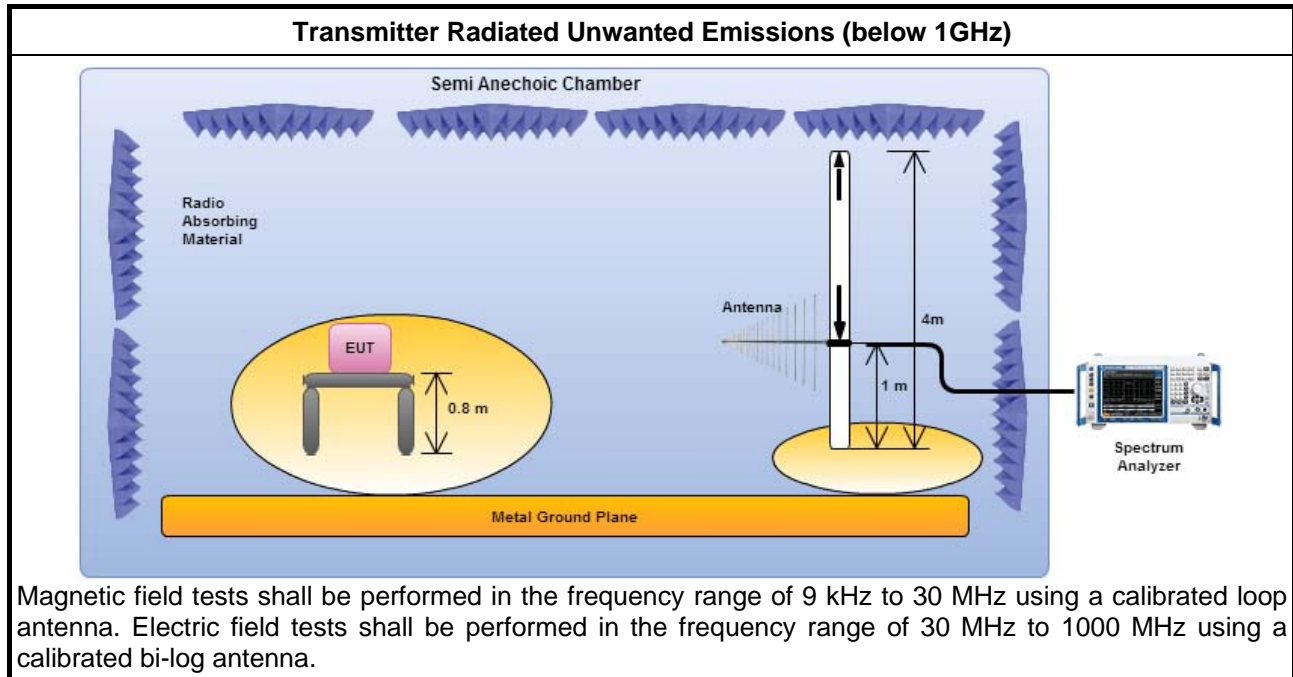 Transmitter Radiated Unwanted Emissions (below 1GHz)
Semi Anechoic Chamber
Radio
Absorbing
Material
Antenna
4m
EUT
1 m
0.8 m
Spectrum
Analyzer
Metal Ground Plane
Magnetic field tests shall be performed in the frequency range of 9 kHz to 30 MHz using a calibrated loop
antenna. Electric field tests shall be performed in the frequency range of 30 MHz to 1000 MHz using a
calibrated bi-log antenna.